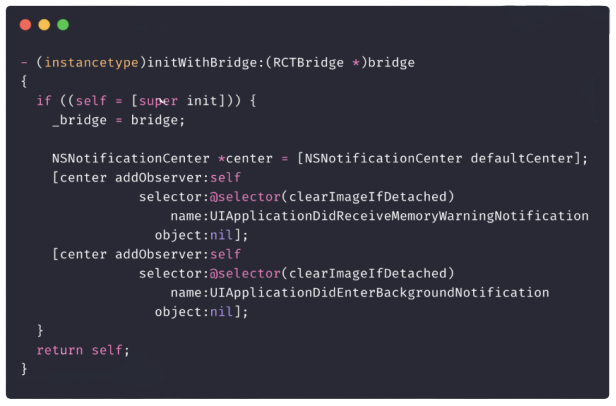 - (instancetype)initWithBridge:(RCTBridge *)bridge
{
  if ((self = [super init])) {
    _bridge = bridge;

    NSNotificationCenter *center = [NSNotificationCenter defaultCenter];
    [center addObserver:self
               selector:@selector(clearImageIfDetached)
                   name:UIApplicationDidReceiveMemoryWarningNotification
                 object:nil];
    [center addObserver:self
               selector:@selector(clearImageIfDetached)
                   name:UIApplicationDidEnterBackgroundNotification
                 object:nil];
  }
  return self;
}